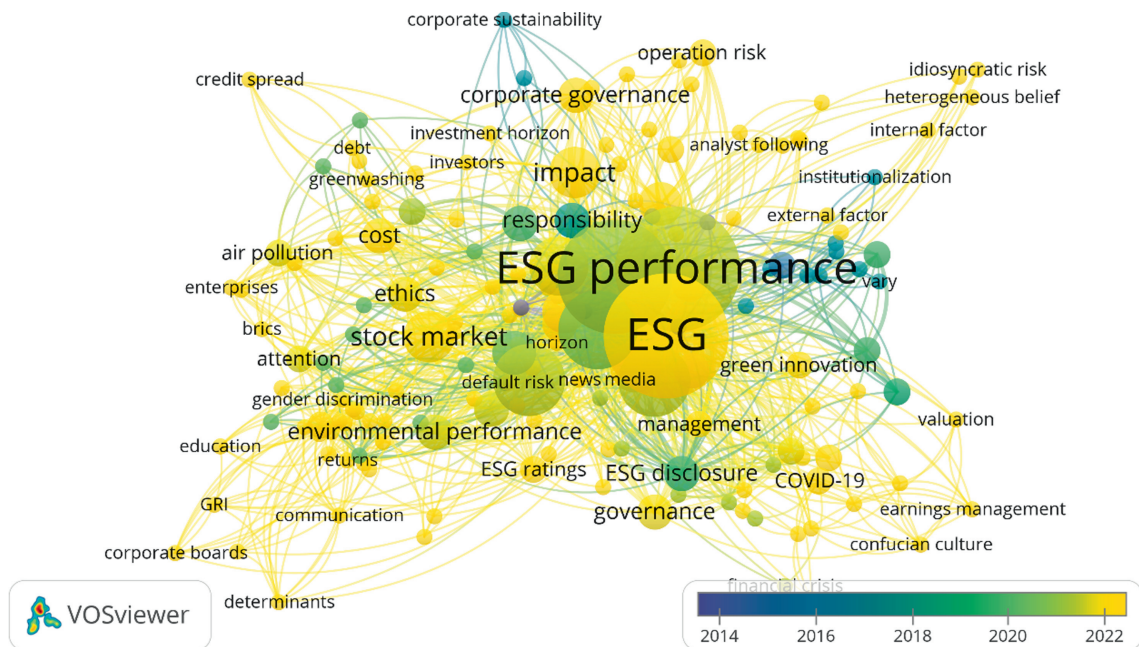 corporate sustainability
operation risk
idiosyncratic risk
credit spread
corporate governance
heterogeneous belief
investment horizon
internal factor
debt
investors
analyst following
greenwashing
impact
institutionalization
responsibility
external factor
cost
air pollution
ESG performance
vary
enterprises
ethics
brics
stock market
horizon
ESG
attention
green innovation
default risk
news media
gender discrimination
management
valuation
education
environmental performance
returns
ESG ratings
ESG disclosure
COVID-19
GRI
communication
governance
earnings management
corporate boards
confucian culture
financial crisis
determinants
VOSviewer
2014 2016 2018 2020 2022